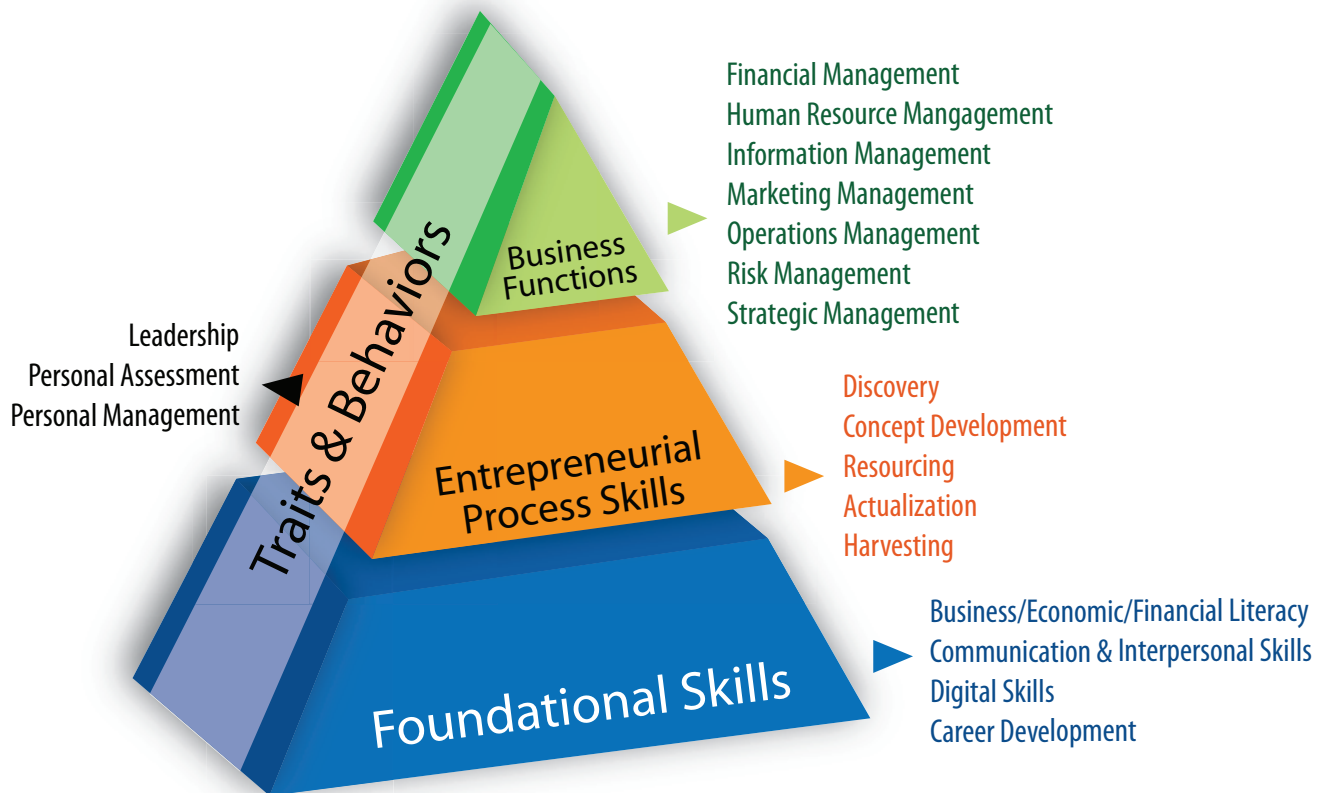 Financial Management
Human Resource Mangagement
Information Management
Marketing Management
Operations Management
Risk Management
Strategic Management
Business
Functions
Traits & Behaviors
Leadership
Personal Assessment
Personal Management
Entrepreneurial
Process Skills
Discovery
Concept Development
Resourcing
Actualization
Harvesting
Foundational Skills
Business/Economic/Financial Literacy
Communication & Interpersonal Skills
Digital Skills
Career Development